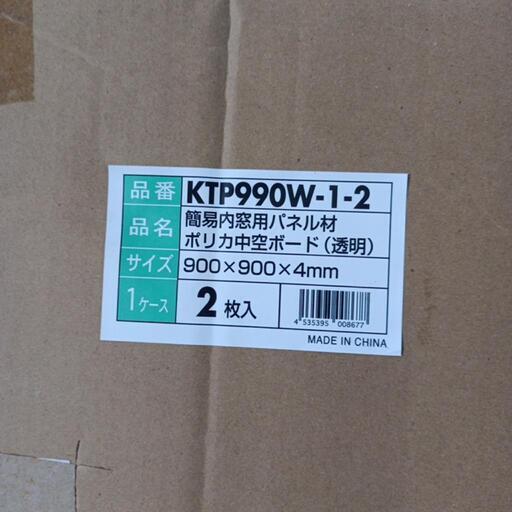 品番 KTP990W-1-2
品名 簡易内窓用パネル材
ポリカ中空ボード（透明）
サイズ 900×900×4mm
1ケース 2枚入
4 535395 008677
MADE IN CHINA